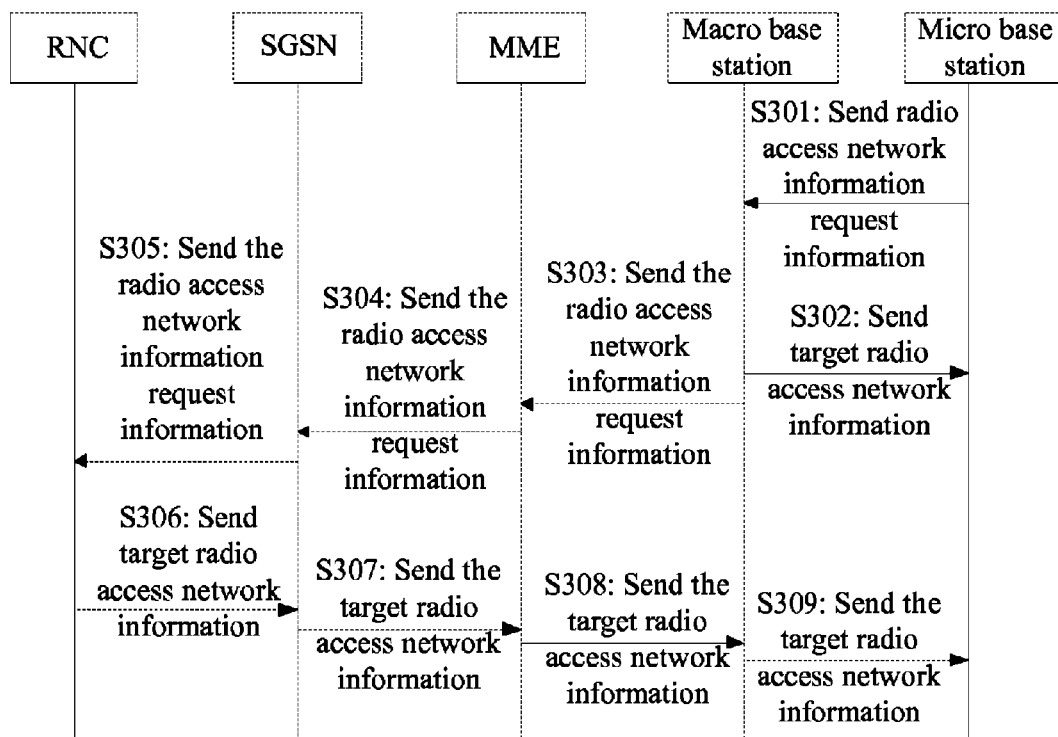 RNC
SGSN
MME
Macro base
station
Micro base
station
S301: Send radio
access network
information
request
information
S302: Send
target radio
access network
information
S303: Send the
radio access
network
information
request
information
S304: Send the
radio access
network
information
request
information
S305: Send the
radio access
network
information
request
information
S306: Send
target radio
access network
information
S307: Send the
target radio
access network
information
S308: Send the
target radio
access network
information
S309: Send the
target radio
access network
information